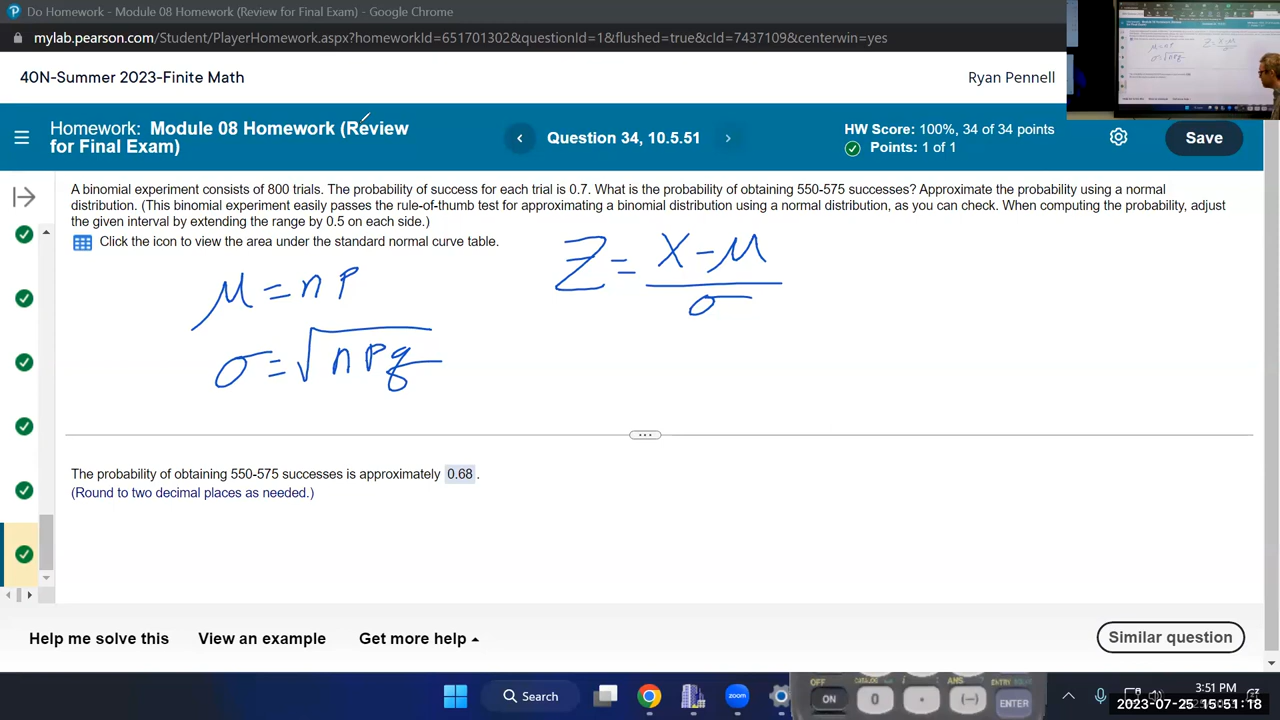 Do Homework - Module 08 Homework (Review for Final Exam) - Google Chrome
mylab.pearson.com/Student/PlayerHomework.aspx?homeworkId=
1&flushed=true
7437168&cent
win=yes
40N-Summer 2023-Finite Math
Ryan Pennell
Homework: Module 08 Homework (Review
for Final Exam)
Question 34, 10.5.51
HW Score: 100%, 34 of 34 points
Points: 1 of 1
Save
A binomial experiment consists of 800 trials. The probability of success for each trial is 0.7. What is the probability of obtaining 550-575 successes? Approximate the probability using a normal
distribution. (This binomial experiment easily passes the rule-of-thumb test for approximating a binomial distribution using a normal distribution, as you can check. When computing the probability, adjust
the given interval by extending the range by 0.5 on each side.)
Click the icon to view the area under the standard normal curve table.
μ = np
σ = √npq
Z = X - μ / σ
The probability of obtaining 550-575 successes is approximately 0.68.
(Round to two decimal places as needed.)
Help me solve this
View an example
Get more help
Similar question
Search
zoom
OFF
ANS
ON
0
(−)
ENTER
3:51 PM
2023-07-25 15:51:18